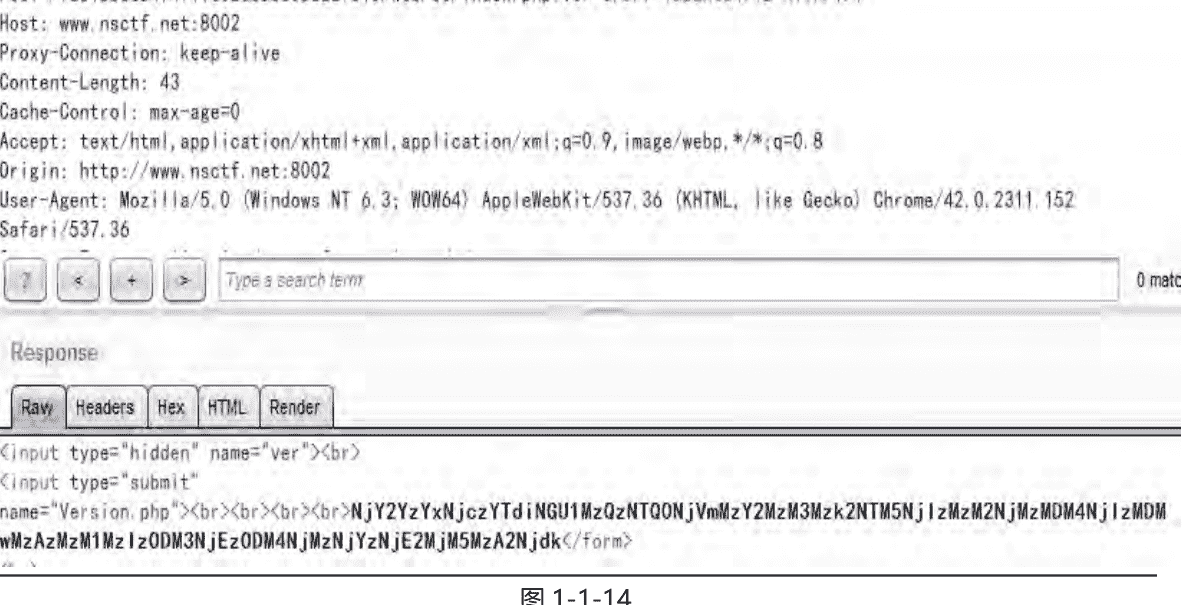 Host: www.nsctf.net:8002
Proxy-Connection: keep-alive
Content-Length: 43
Cache-Control: max-age=0
Accept: text/html,application/xhtml+xml,application/xml;q=0.9,image/webp,*/*;q=0.8
Origin: http://www.nsctf.net:8002
User-Agent: Mozilla/5.0 (Windows NT 6.3; WOW64) AppleWebKit/537.36 (KHTML, like Gecko) Chrome/42.0.2311.152
Safari/537.36
? < + > Type a search term 0 matc
Response
Raw Headers Hex HTML Render
<input type="hidden" name="ver"><br>
<input type="submit"
name="Version.php"><br><br><br><br>NjY2YzYxNjczYTdiNGU1MzQzNTQ0NjVmMzY2MzM3Mzk2NTM5NjIzMzM2NjMzMDM4NjIzMDM
wMzAzMzM1MzIzODM3NjEzODM4NjMzNjYzNjE2MjM5MzA2Njdk</form>
图 1-1-14